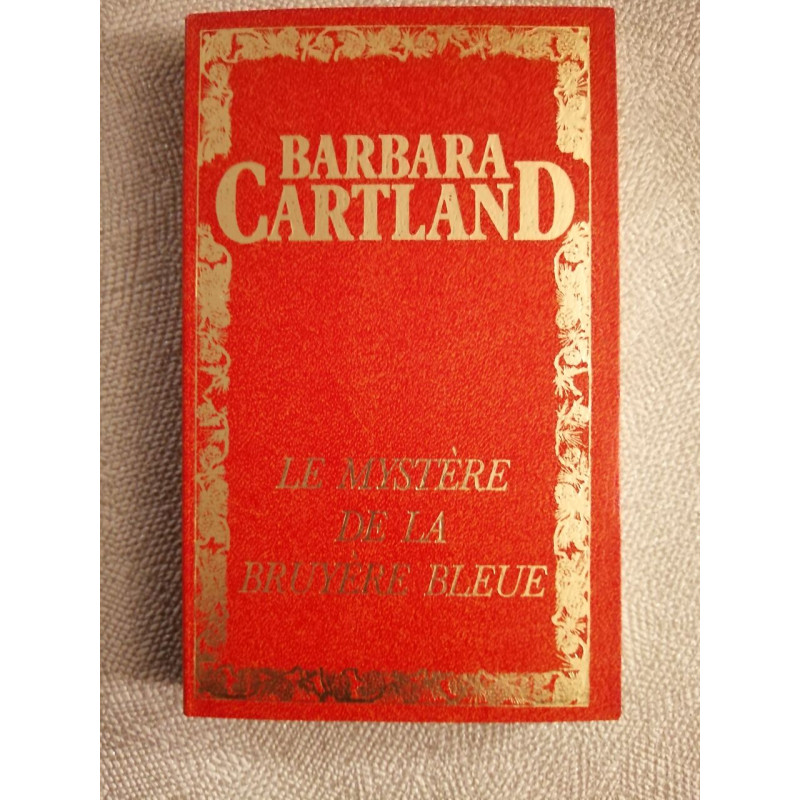 BARBARA
CARTLAND
LE MYSTÈRE
DE LA
BRUYÈRE BLEUE